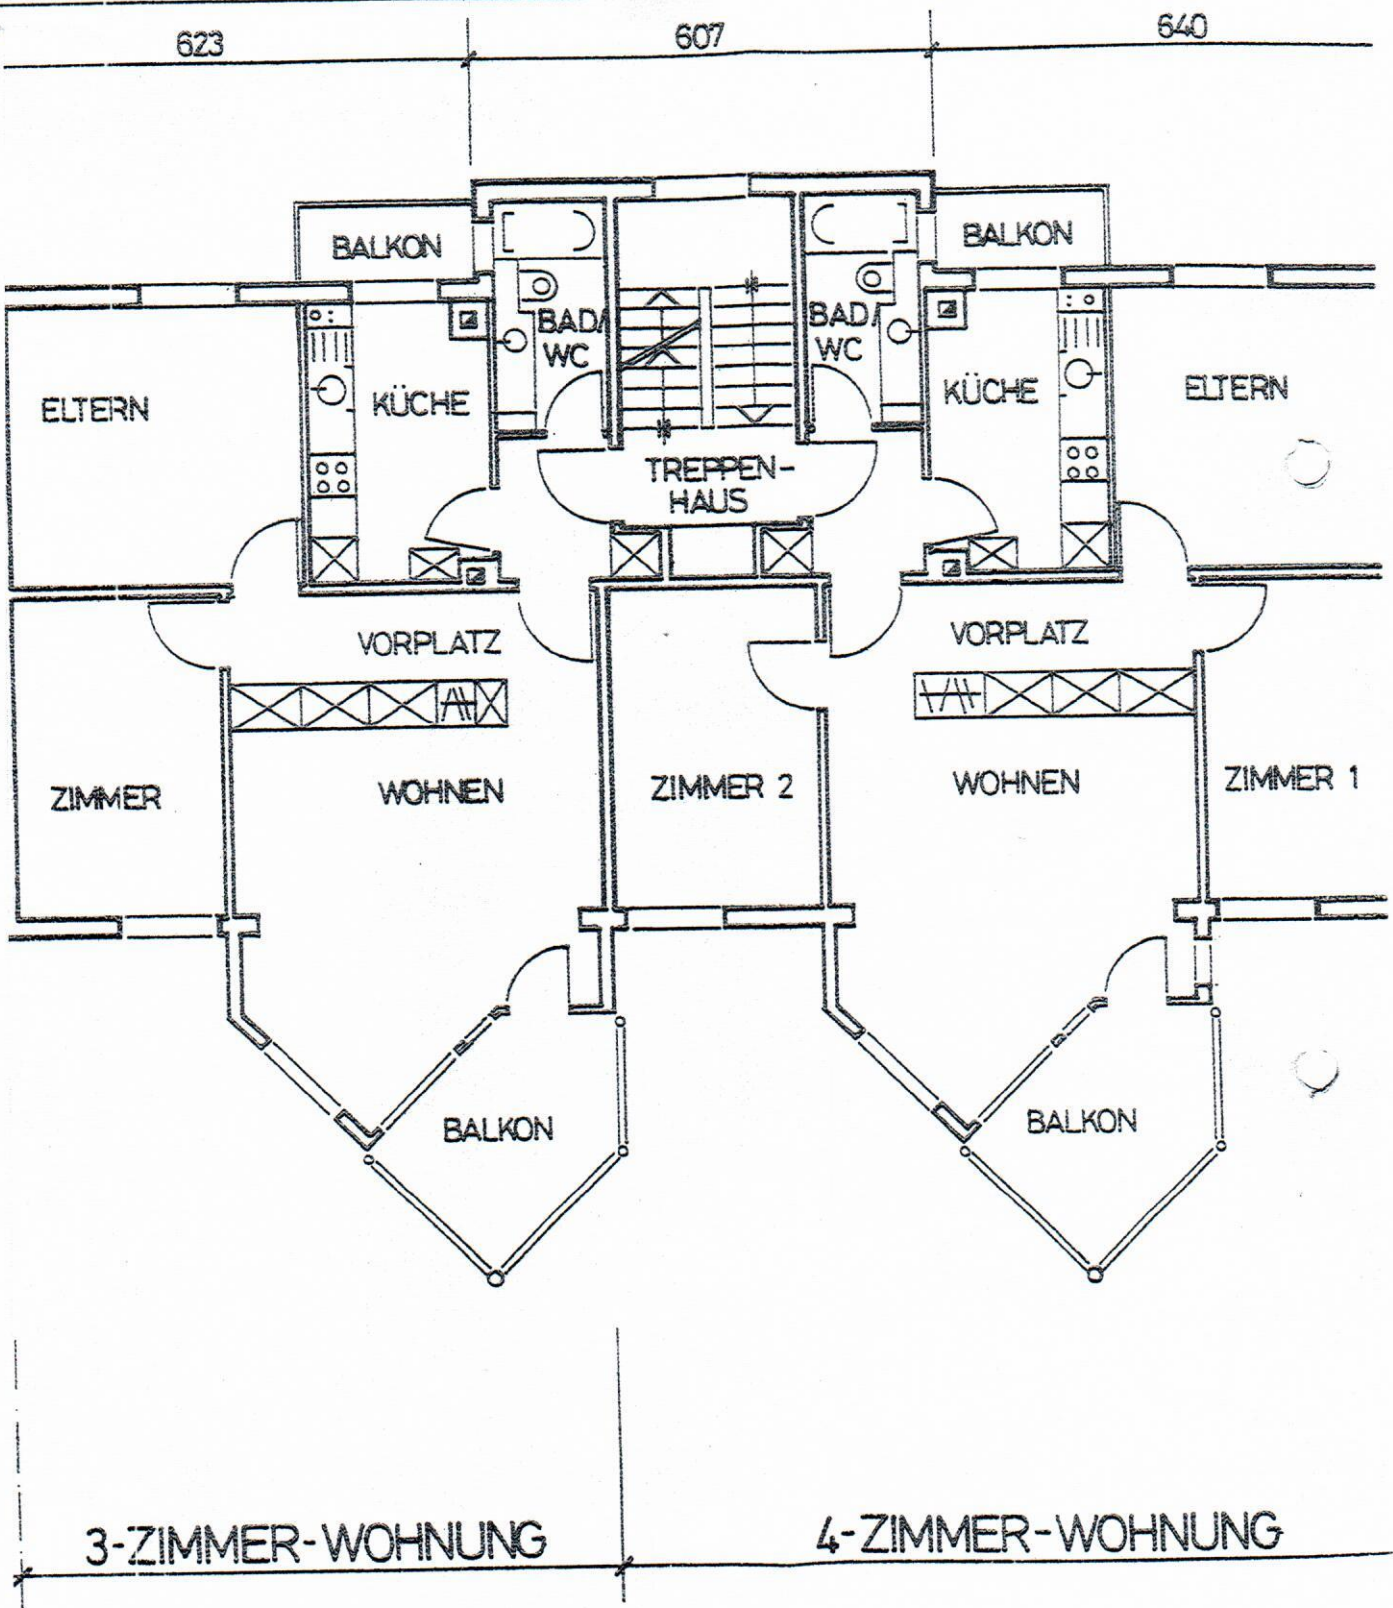 623
607
640
BALKON
BALKON
BAD/
WC
BAD/
WC
ELTERN
KÜCHE
KÜCHE
ELTERN
TREPPEN-
HAUS
VORPLATZ
VORPLATZ
ZIMMER
WOHNEN
ZIMMER 2
WOHNEN
ZIMMER 1
BALKON
BALKON
3-ZIMMER-WOHNUNG
4-ZIMMER-WOHNUNG